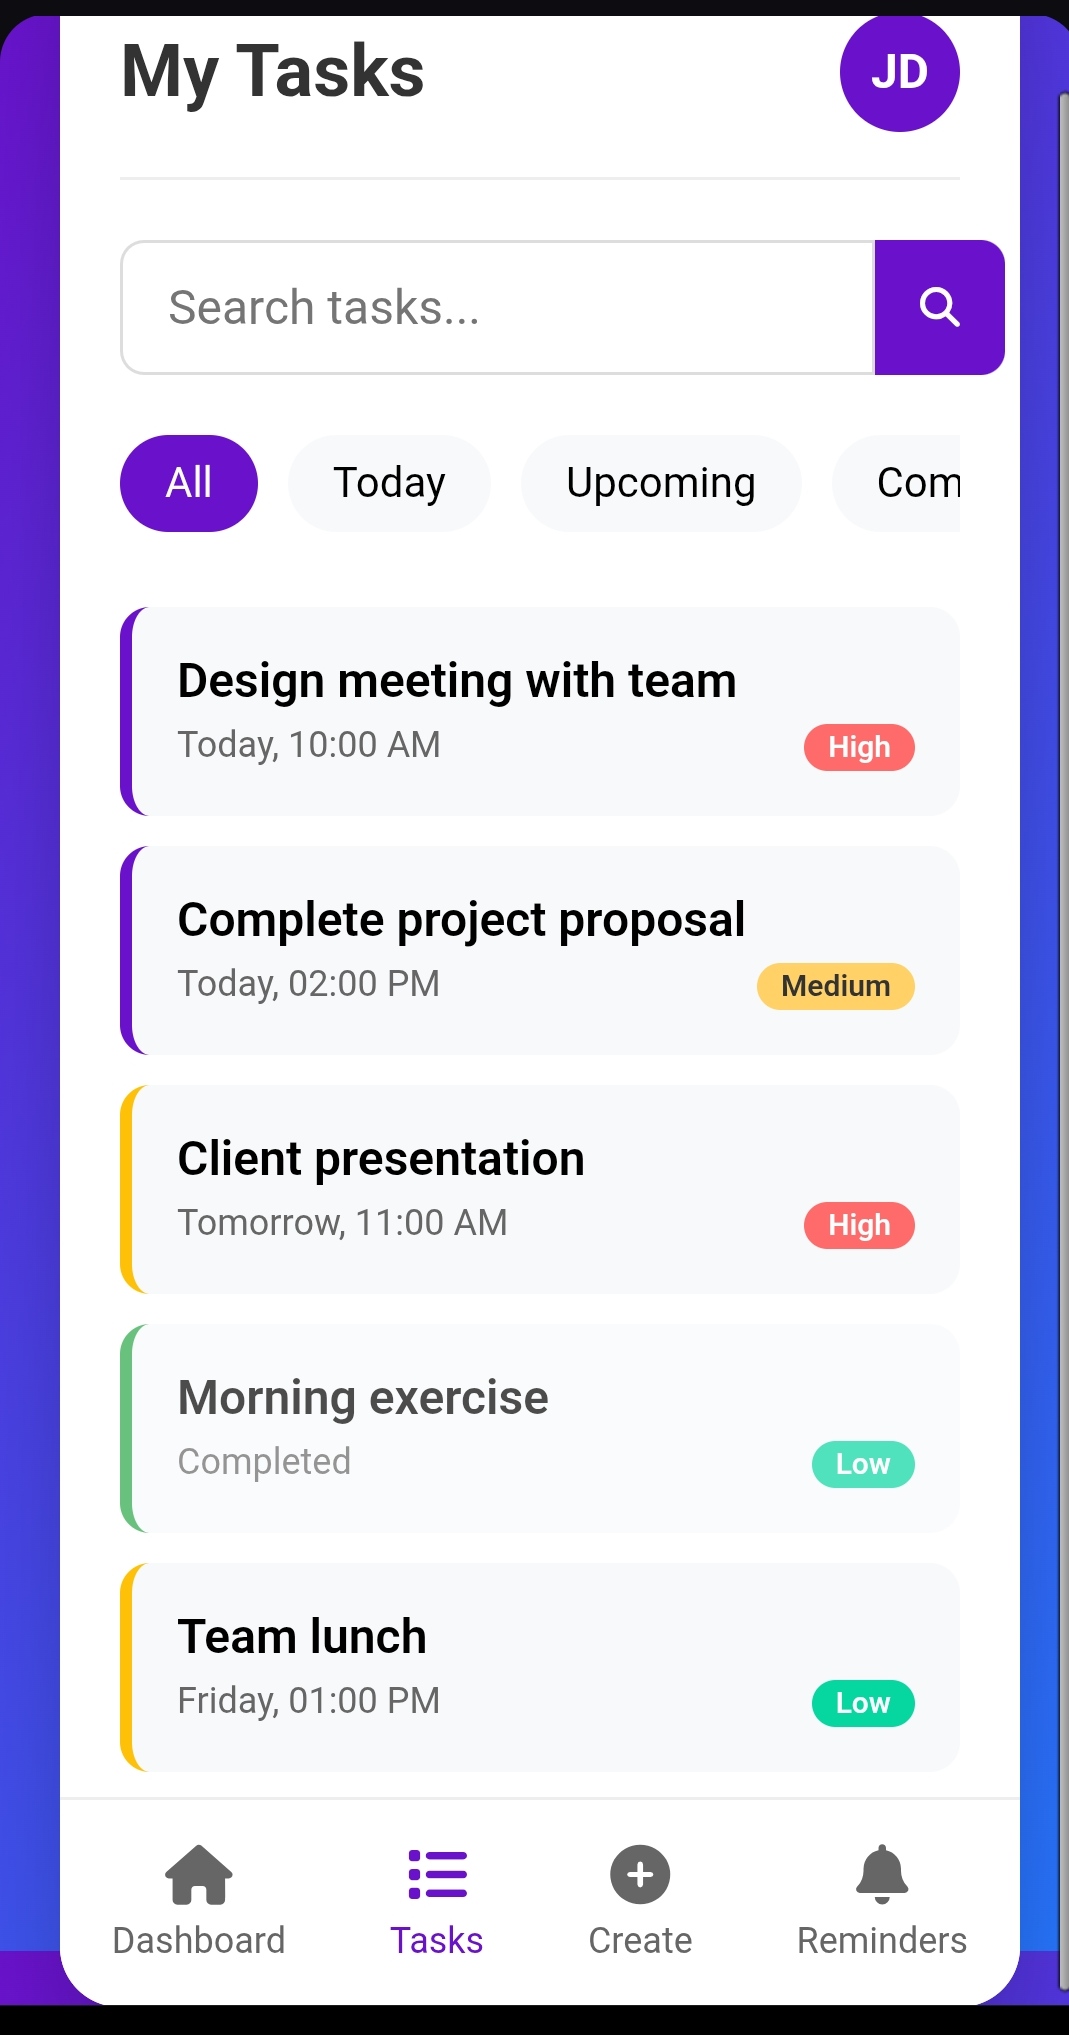 My Tasks
JD
Search tasks...
All Today Upcoming Com
Design meeting with team
Today, 10:00 AM
High
Complete project proposal
Today, 02:00 PM
Medium
Client presentation
Tomorrow, 11:00 AM
High
Morning exercise
Completed
Low
Team lunch
Friday, 01:00 PM
Low
Dashboard Tasks Create Reminders